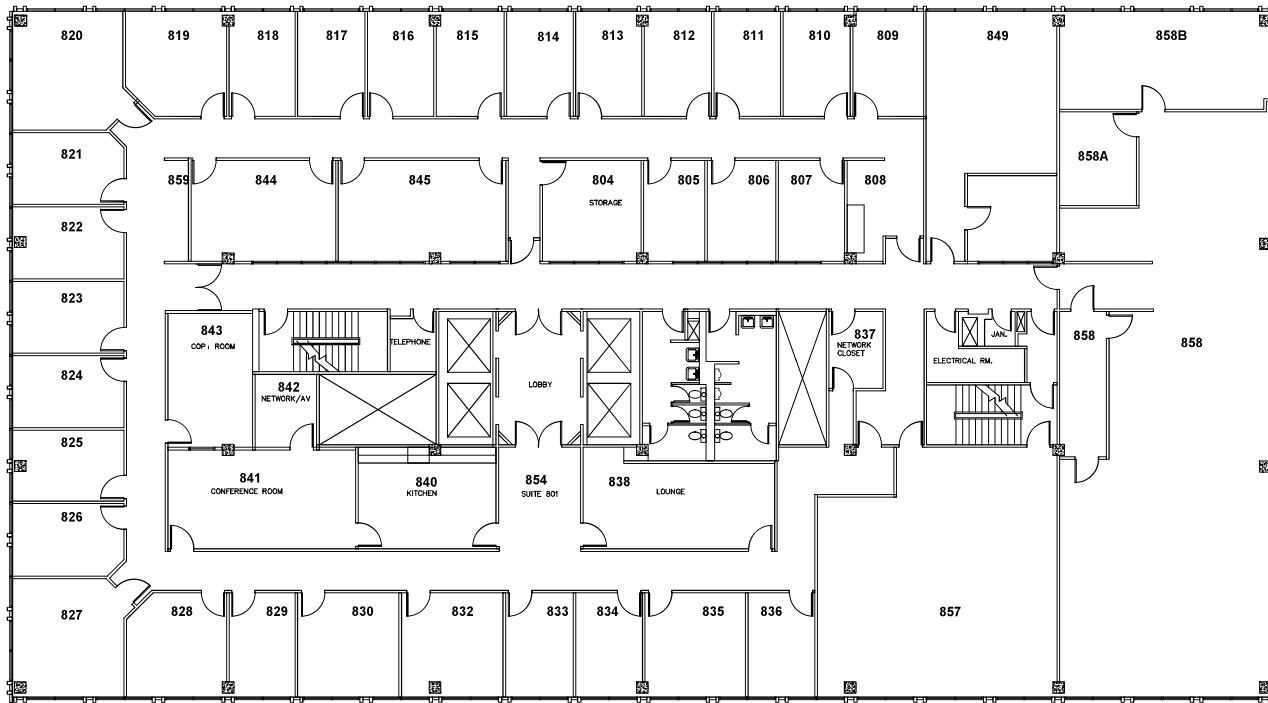 820 819 818 817 816 815 814 813 812 811 810 809 849 858B
821 859 844 845 804 805 806 807 808 858A
STORAGE
822
823
843 837 858 858
COPY ROOM TELEPHONE NETWORK JAN.
CLOSET
ELECTRICAL RM.
824 842 LOBBY
NETWORK/AV
825
841 840 854 838
CONFERENCE ROOM KITCHEN SUITE 801 LOUNGE
826
827 828 829 830 832 833 834 835 836 857